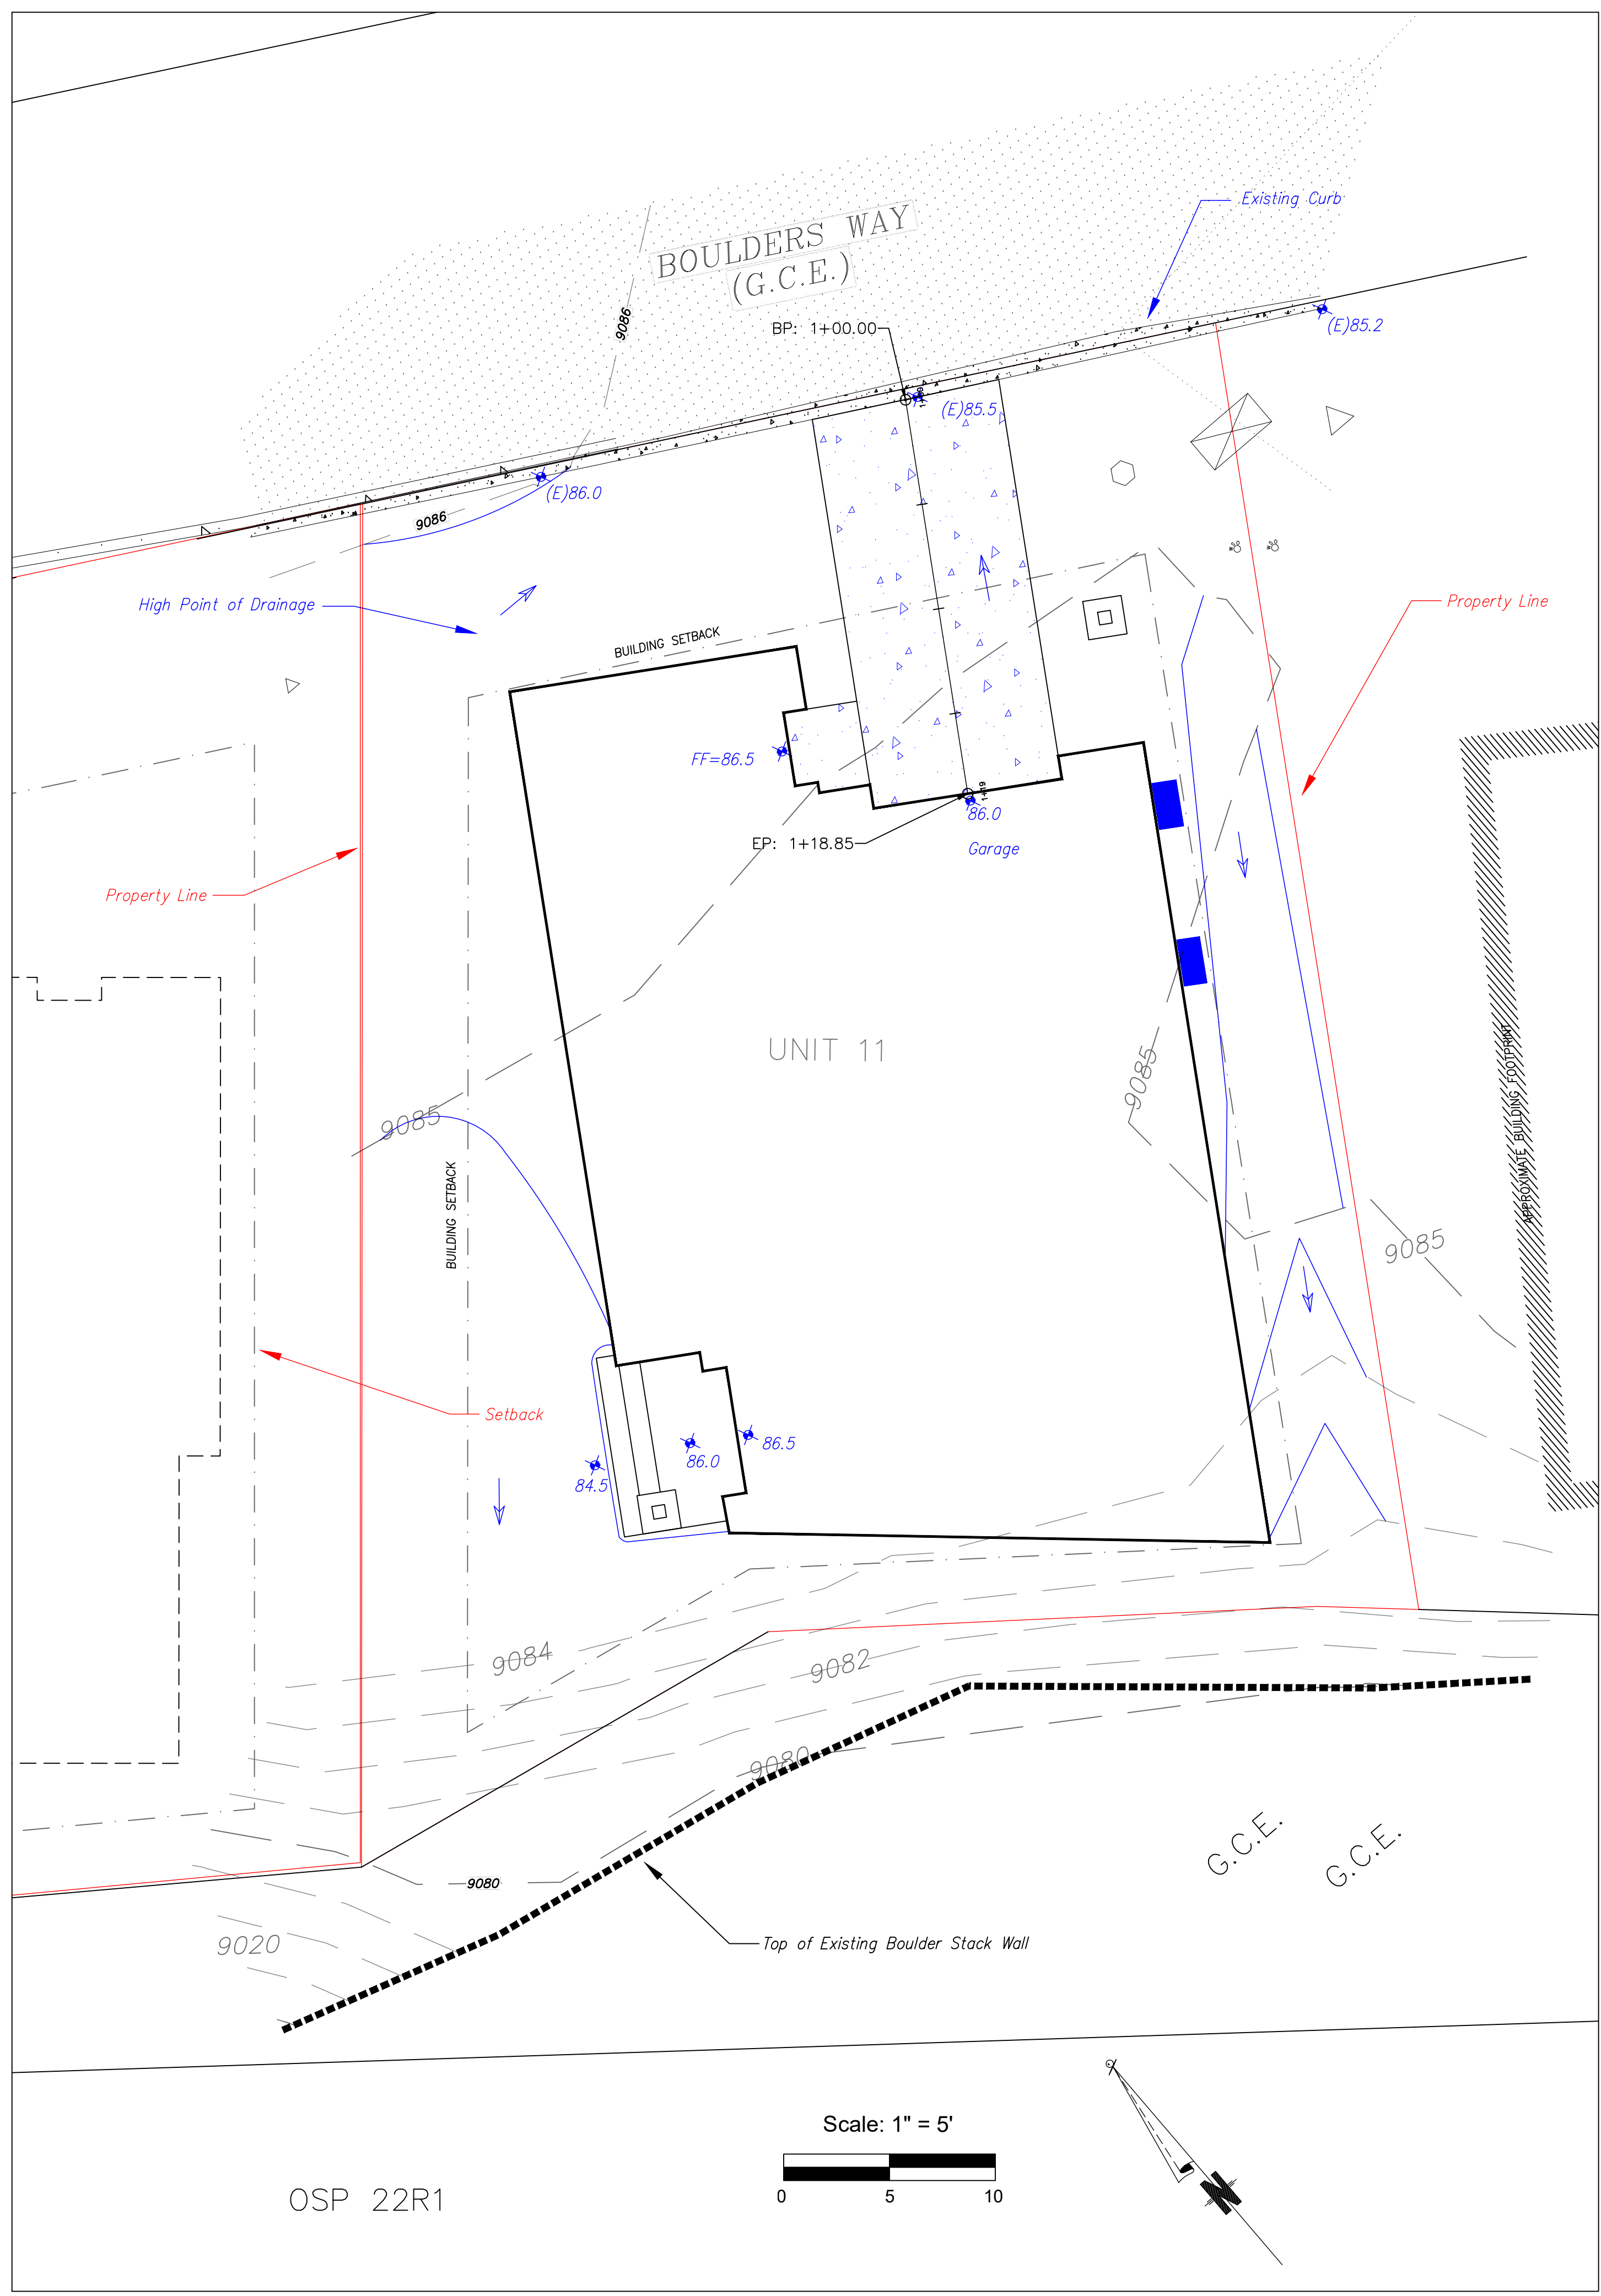 Existing Curb
BOULDERS WAY
(G.C.E.)
9086
BP: 1+00.00
(E)85.2
(E)85.5
(E)86.0
9086
High Point of Drainage
Property Line
BUILDING SETBACK
FF=86.5
1+19
86.0
EP: 1+18.85
Garage
Property Line
UNIT 11
9085
9085
APPROXIMATE BUILDING FOOTPRINT
BUILDING SETBACK
9085
Setback
86.5
86.0
84.5
9084
9082
9080
G.C.E.
G.C.E.
9080
Top of Existing Boulder Stack Wall
9020
Scale: 1" = 5'
0 5 10
N
OSP 22R1